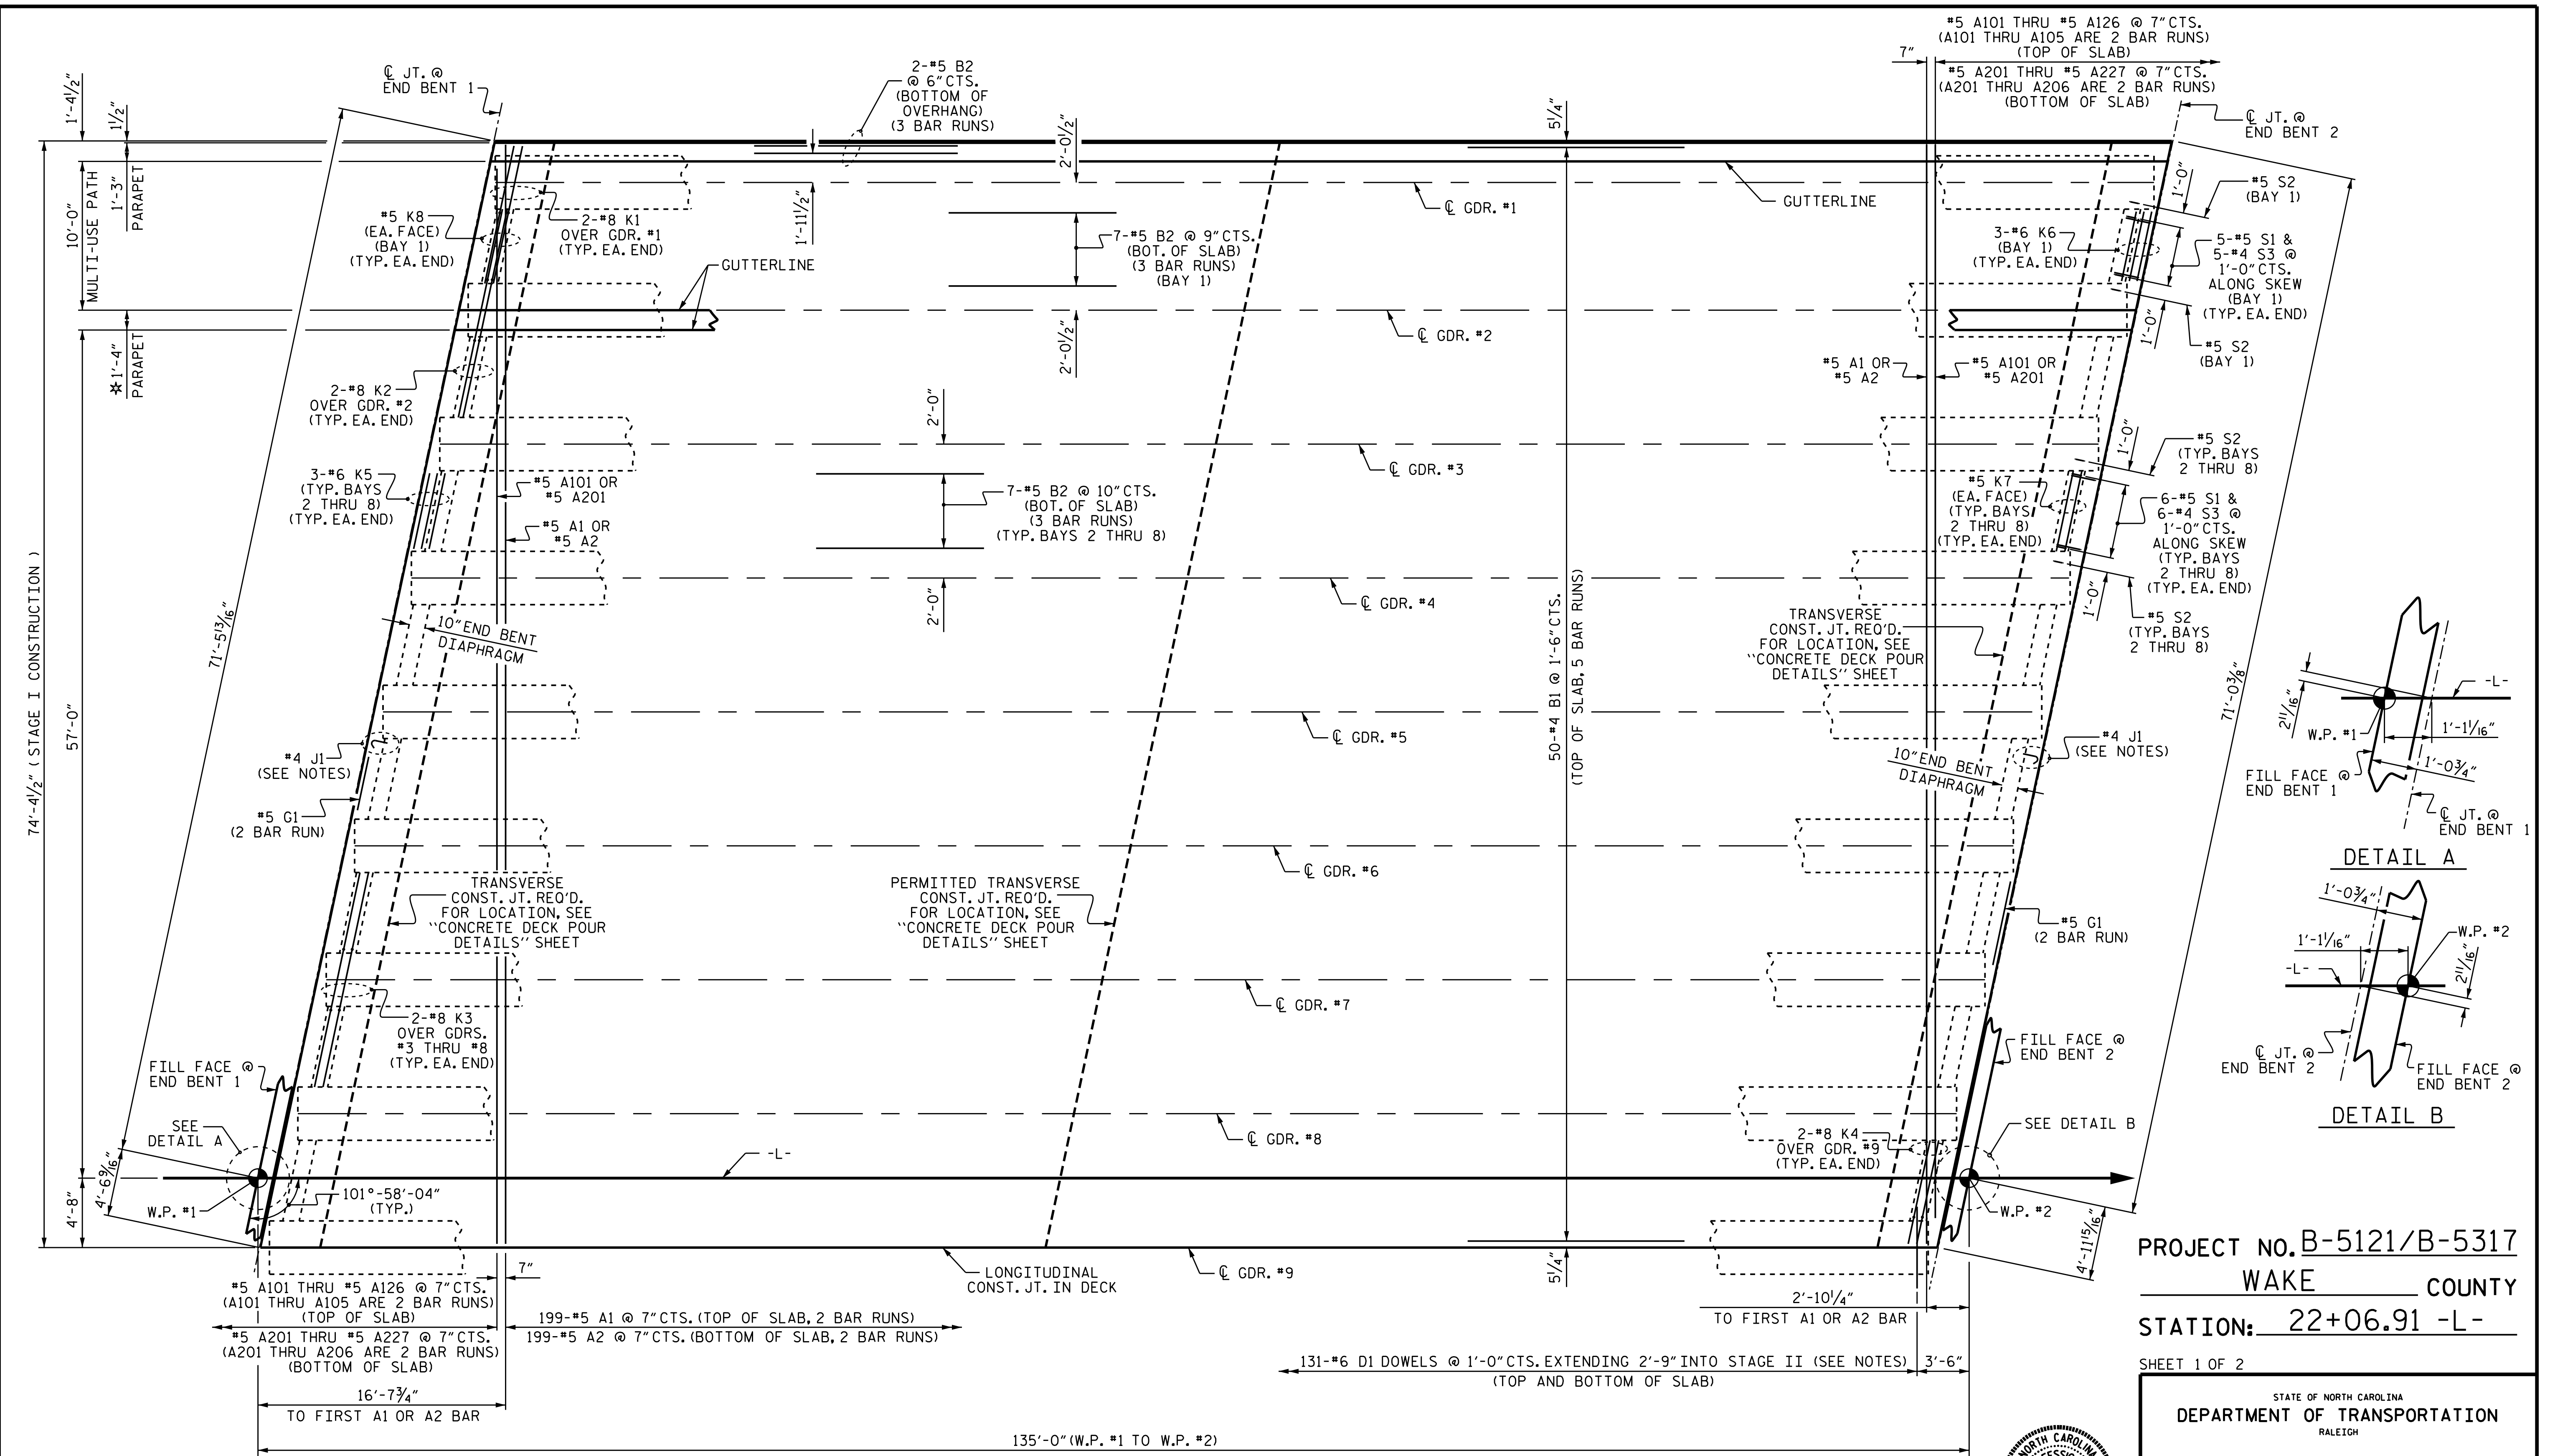 ℄ JT. @
END BENT 1
2-#5 B2
@ 6" CTS.
(BOTTOM OF
OVERHANG)
(3 BAR RUNS)
#5 A101 THRU #5 A126 @ 7" CTS.
(A101 THRU A105 ARE 2 BAR RUNS)
(TOP OF SLAB)
7"
#5 A201 THRU #5 A227 @ 7" CTS.
(A201 THRU A206 ARE 2 BAR RUNS)
(BOTTOM OF SLAB)
℄ JT. @
END BENT 2
1'-4½"
1½"
10'-0"
MULTI-USE PATH
1'-3"
PARAPET
✲1'-4"
PARAPET
57'-0"
74'-4½" ( STAGE I CONSTRUCTION )
4'-8"
71'-5¹³⁄₁₆"
4'-6⁹⁄₁₆"
#5 K8
(EA. FACE)
(BAY 1)
(TYP. EA. END)
2-#8 K1
OVER GDR. #1
(TYP. EA. END)
GUTTERLINE
1'-11½"
2'-0½"
7-#5 B2 @ 9" CTS.
(BOT. OF SLAB)
(3 BAR RUNS)
(BAY 1)
2'-0½"
5¼"
℄ GDR. #1
GUTTERLINE
℄ GDR. #2
3-#6 K6
(BAY 1)
(TYP. EA. END)
1'-0"
#5 S2
(BAY 1)
5-#5 S1 &
5-#4 S3 @
1'-0" CTS.
ALONG SKEW
(BAY 1)
(TYP. EA. END)
1'-0"
#5 S2
(BAY 1)
#5 A1 OR
#5 A2
#5 A101 OR
#5 A201
2-#8 K2
OVER GDR. #2
(TYP. EA. END)
2'-0"
3-#6 K5
(TYP. BAYS
2 THRU 8)
(TYP. EA. END)
#5 A101 OR
#5 A201
#5 A1 OR
#5 A2
7-#5 B2 @ 10" CTS.
(BOT. OF SLAB)
(3 BAR RUNS)
(TYP. BAYS 2 THRU 8)
2'-0"
℄ GDR. #3
℄ GDR. #4
#5 K7
(EA. FACE)
(TYP. BAYS
2 THRU 8)
(TYP. EA. END)
1'-0"
#5 S2
(TYP. BAYS
2 THRU 8)
6-#5 S1 &
6-#4 S3 @
1'-0" CTS.
ALONG SKEW
(TYP. BAYS
2 THRU 8)
(TYP. EA. END)
1'-0"
#5 S2
(TYP. BAYS
2 THRU 8)
10" END BENT
DIAPHRAGM
50-#4 B1 @ 1'-6" CTS.
(TOP OF SLAB, 5 BAR RUNS)
TRANSVERSE
CONST. JT. REQ'D.
FOR LOCATION, SEE
``CONCRETE DECK POUR
DETAILS'' SHEET
71'-0⅜"
℄ GDR. #5
#4 J1
(SEE NOTES)
#5 G1
(2 BAR RUN)
10" END BENT
DIAPHRAGM
#4 J1
(SEE NOTES)
2¹¹⁄₁₆"
-L-
W.P. #1
1'-1¹⁄₁₆"
1'-0¾"
FILL FACE @
END BENT 1
℄ JT. @
END BENT 1
DETAIL A
℄ GDR. #6
TRANSVERSE
CONST. JT. REQ'D.
FOR LOCATION, SEE
``CONCRETE DECK POUR
DETAILS'' SHEET
PERMITTED TRANSVERSE
CONST. JT. REQ'D.
FOR LOCATION, SEE
``CONCRETE DECK POUR
DETAILS'' SHEET
#5 G1
(2 BAR RUN)
1'-0¾"
1'-1¹⁄₁₆"
W.P. #2
-L-
2¹¹⁄₁₆"
℄ JT. @
END BENT 2
FILL FACE @
END BENT 2
DETAIL B
℄ GDR. #7
2-#8 K3
OVER GDRS.
#3 THRU #8
(TYP. EA. END)
FILL FACE @
END BENT 1
SEE
DETAIL A
FILL FACE @
END BENT 2
℄ GDR. #8
2-#8 K4
OVER GDR. #9
(TYP. EA. END)
SEE DETAIL B
-L-
101°-58'-04"
(TYP.)
W.P. #1
W.P. #2
4'-11¹⁵⁄₁₆"
LONGITUDINAL
CONST. JT. IN DECK
℄ GDR. #9
5¼"
7"
#5 A101 THRU #5 A126 @ 7" CTS.
(A101 THRU A105 ARE 2 BAR RUNS)
(TOP OF SLAB)
#5 A201 THRU #5 A227 @ 7" CTS.
(A201 THRU A206 ARE 2 BAR RUNS)
(BOTTOM OF SLAB)
199-#5 A1 @ 7" CTS. (TOP OF SLAB, 2 BAR RUNS)
199-#5 A2 @ 7" CTS. (BOTTOM OF SLAB, 2 BAR RUNS)
2'-10¼"
TO FIRST A1 OR A2 BAR
131-#6 D1 DOWELS @ 1'-0" CTS. EXTENDING 2'-9" INTO STAGE II (SEE NOTES)
(TOP AND BOTTOM OF SLAB)
3'-6"
16'-7¾"
TO FIRST A1 OR A2 BAR
135'-0" (W.P. #1 TO W.P. #2)
PROJECT NO. B-5121/B-5317
WAKE COUNTY
STATION: 22+06.91 -L-
SHEET 1 OF 2
STATE OF NORTH CAROLINA
DEPARTMENT OF TRANSPORTATION
RALEIGH
NORTH CAROLINA